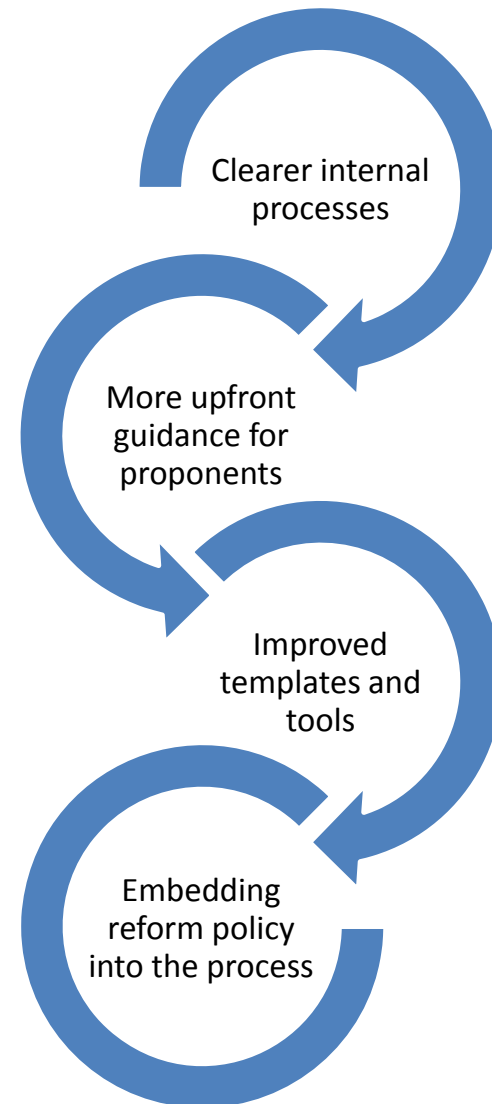 Clearer internal
processes
More upfront
guidance for
proponents
Improved
templates and
tools
Embedding
reform policy
into the process